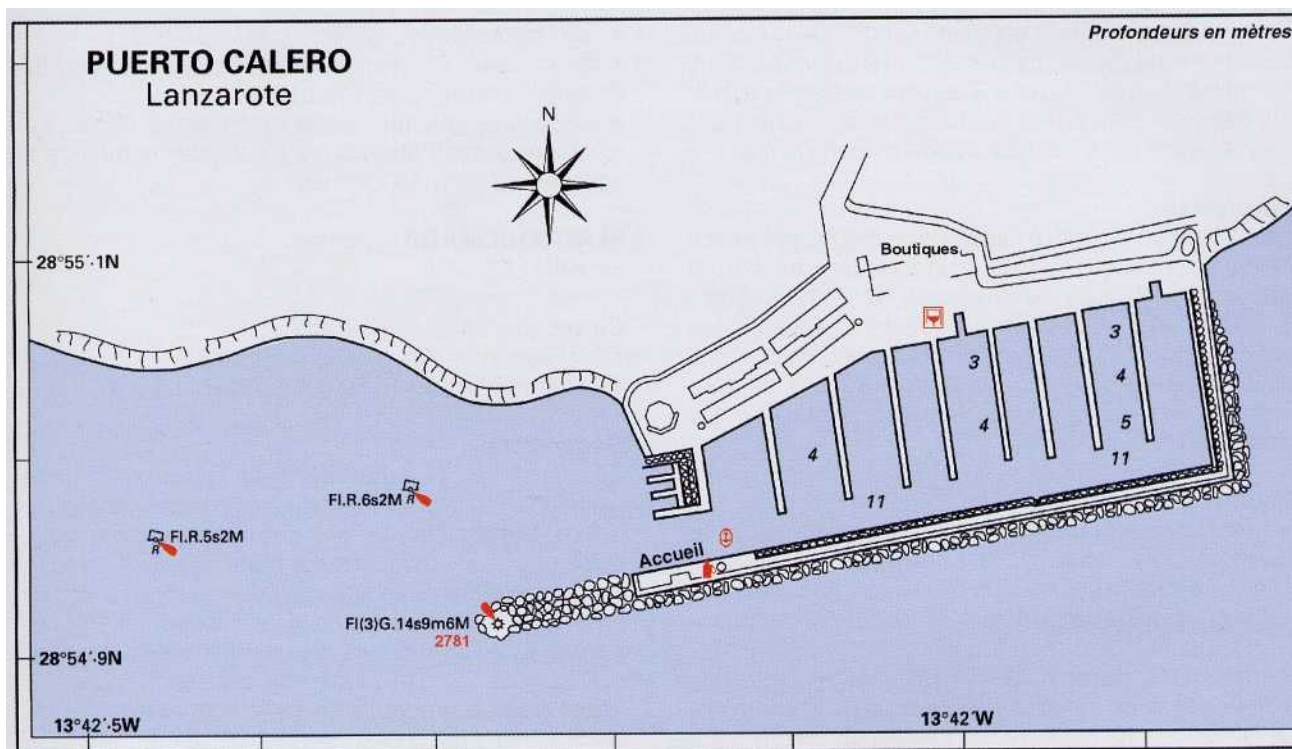 Profondeurs en mètres
PUERTO CALERO
Lanzarote
N
Boutiques
28°55´·1N
3
3
4
4
5
4
11
11
Fl.R.6s2M
R
Fl.R.5s2M
R
Accueil
Fl(3)G.14s9m6M
2781
28°54´·9N
13°42´·5W
13°42´W